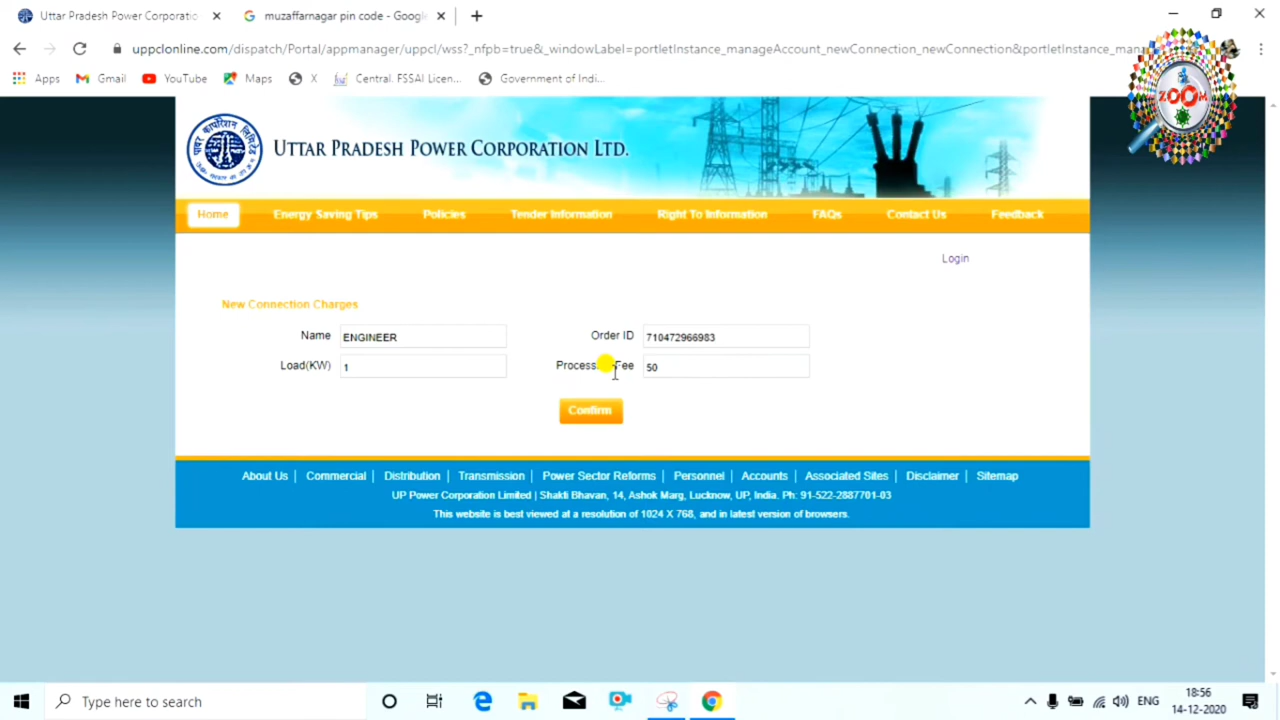 Uttar Pradesh Power Corporatio
muzaffarnagar pin code - Google
uppclonline.com/dispatch/Portal/appmanager/uppcl/wss?_nfpb=true&_windowLabel=portletInstance_manageAccount_newConnection_newConnection&portletInstance_man
Apps
Gmail
YouTube
Maps
X
Central. FSSAI Licen...
Government of Indi...
ZOOM
पावर कार्पोरेशन लिमिटेड
UTTAR PRADESH POWER CORPORATION LTD.
Home
Energy Saving Tips
Policies
Tender Information
Right To Information
FAQs
Contact Us
Feedback
Login
New Connection Charges
Name ENGINEER
Order ID 710472966983
Load(KW) 1
Fee 50
Confirm
About Us | Commercial | Distribution | Transmission | Power Sector Reforms | Personnel | Accounts | Associated Sites | Disclaimer | Sitemap
UP Power Corporation Limited | Shakti Bhavan, 14, Ashok Marg, Lucknow, UP, India. Ph: 91-522-2887701-03
This website is best viewed at a resolution of 1024 X 768, and in latest version of browsers.
Type here to search
ENG
18:56
14-12-2020